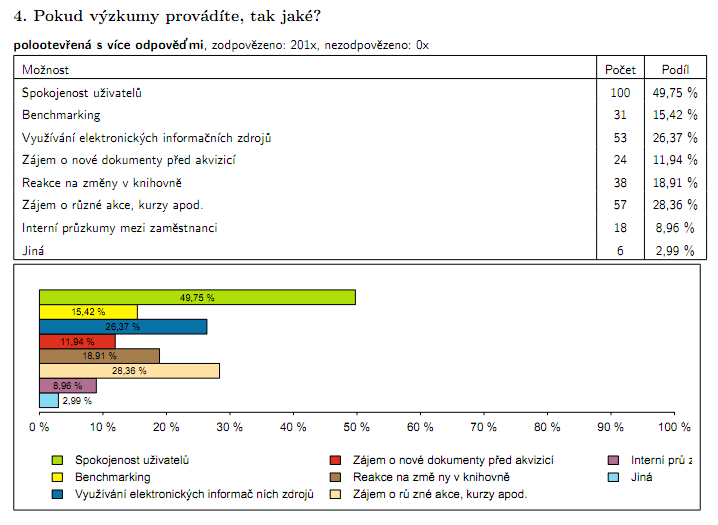 4. Pokud výzkumy provádíte, tak jaké?
polootevřená s více odpověďmi, zodpovězeno: 201x, nezodpovězeno: 0x
Možnost Počet Podíl
Spokojenost uživatelů 100 49,75 %
Benchmarking 31 15,42 %
Využívání elektronických informačních zdrojů 53 26,37 %
Zájem o nové dokumenty před akvizicí 24 11,94 %
Reakce na změny v knihovně 38 18,91 %
Zájem o různé akce, kurzy apod. 57 28,36 %
Interní průzkumy mezi zaměstnanci 18 8,96 %
Jiná 6 2,99 %
49,75 %
15,42 %
26,37 %
11,94 %
18,91 %
28,36 %
8,96 %
2,99 %
0 % 10 % 20 % 30 % 40 % 50 % 60 % 70 % 80 % 90 % 100 %
Spokojenost uživatelů Zájem o nové dokumenty před akvizicí Interní prů z
Benchmarking Reakce na změ ny v knihovně Jiná
Využívání elektronických informač ních zdrojů Zájem o rů zné akce, kurzy apod.